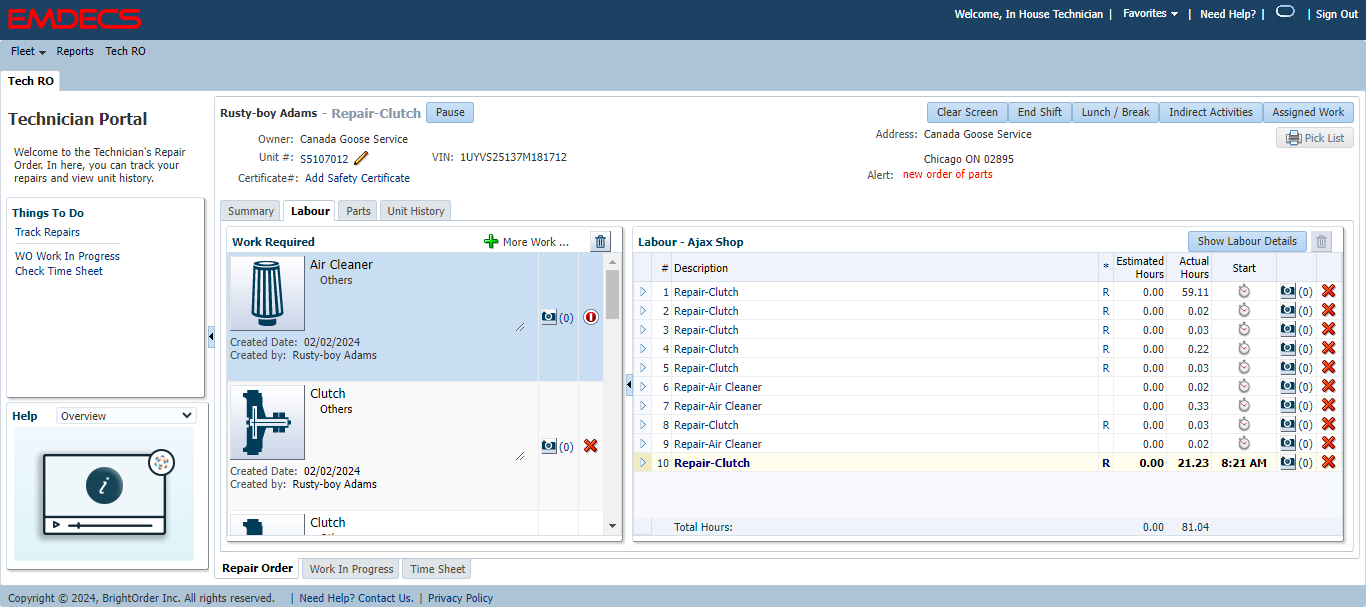 EMDECS
Welcome, In House Technician | Favorites | Need Help? | | Sign Out
Fleet Reports Tech RO
Tech RO
Technician Portal
Welcome to the Technician's Repair
Order. In here, you can track your
repairs and view unit history.
Things To Do
Track Repairs
WO Work In Progress
Check Time Sheet
Help Overview
i
Rusty-boy Adams - Repair-Clutch Pause
Clear Screen End Shift Lunch / Break Indirect Activities Assigned Work
Owner: Canada Goose Service
Address: Canada Goose Service
Pick List
Unit #: S5107012 VIN: 1UYVS25137M181712
Chicago ON 02895
Certificate#: Add Safety Certificate
Alert: new order of parts
Summary Labour Parts Unit History
Work Required More Work ...
Air Cleaner
Others
(0)
Created Date: 02/02/2024
Created by: Rusty-boy Adams
Clutch
Others
(0)
Created Date: 02/02/2024
Created by: Rusty-boy Adams
Clutch
Labour - Ajax Shop Show Labour Details
# Description * Estimated Hours Actual Hours Start
1 Repair-Clutch R 0.00 59.11 (0)
2 Repair-Clutch R 0.00 0.02 (0)
3 Repair-Clutch R 0.00 0.03 (0)
4 Repair-Clutch R 0.00 0.22 (0)
5 Repair-Clutch R 0.00 0.03 (0)
6 Repair-Air Cleaner 0.00 0.02 (0)
7 Repair-Air Cleaner 0.00 0.33 (0)
8 Repair-Clutch R 0.00 0.03 (0)
9 Repair-Air Cleaner 0.00 0.02 (0)
10 Repair-Clutch R 0.00 21.23 8:21 AM (0)
Total Hours: 0.00 81.04
Repair Order Work In Progress Time Sheet
Copyright © 2024, BrightOrder Inc. All rights reserved. | Need Help? Contact Us. | Privacy Policy